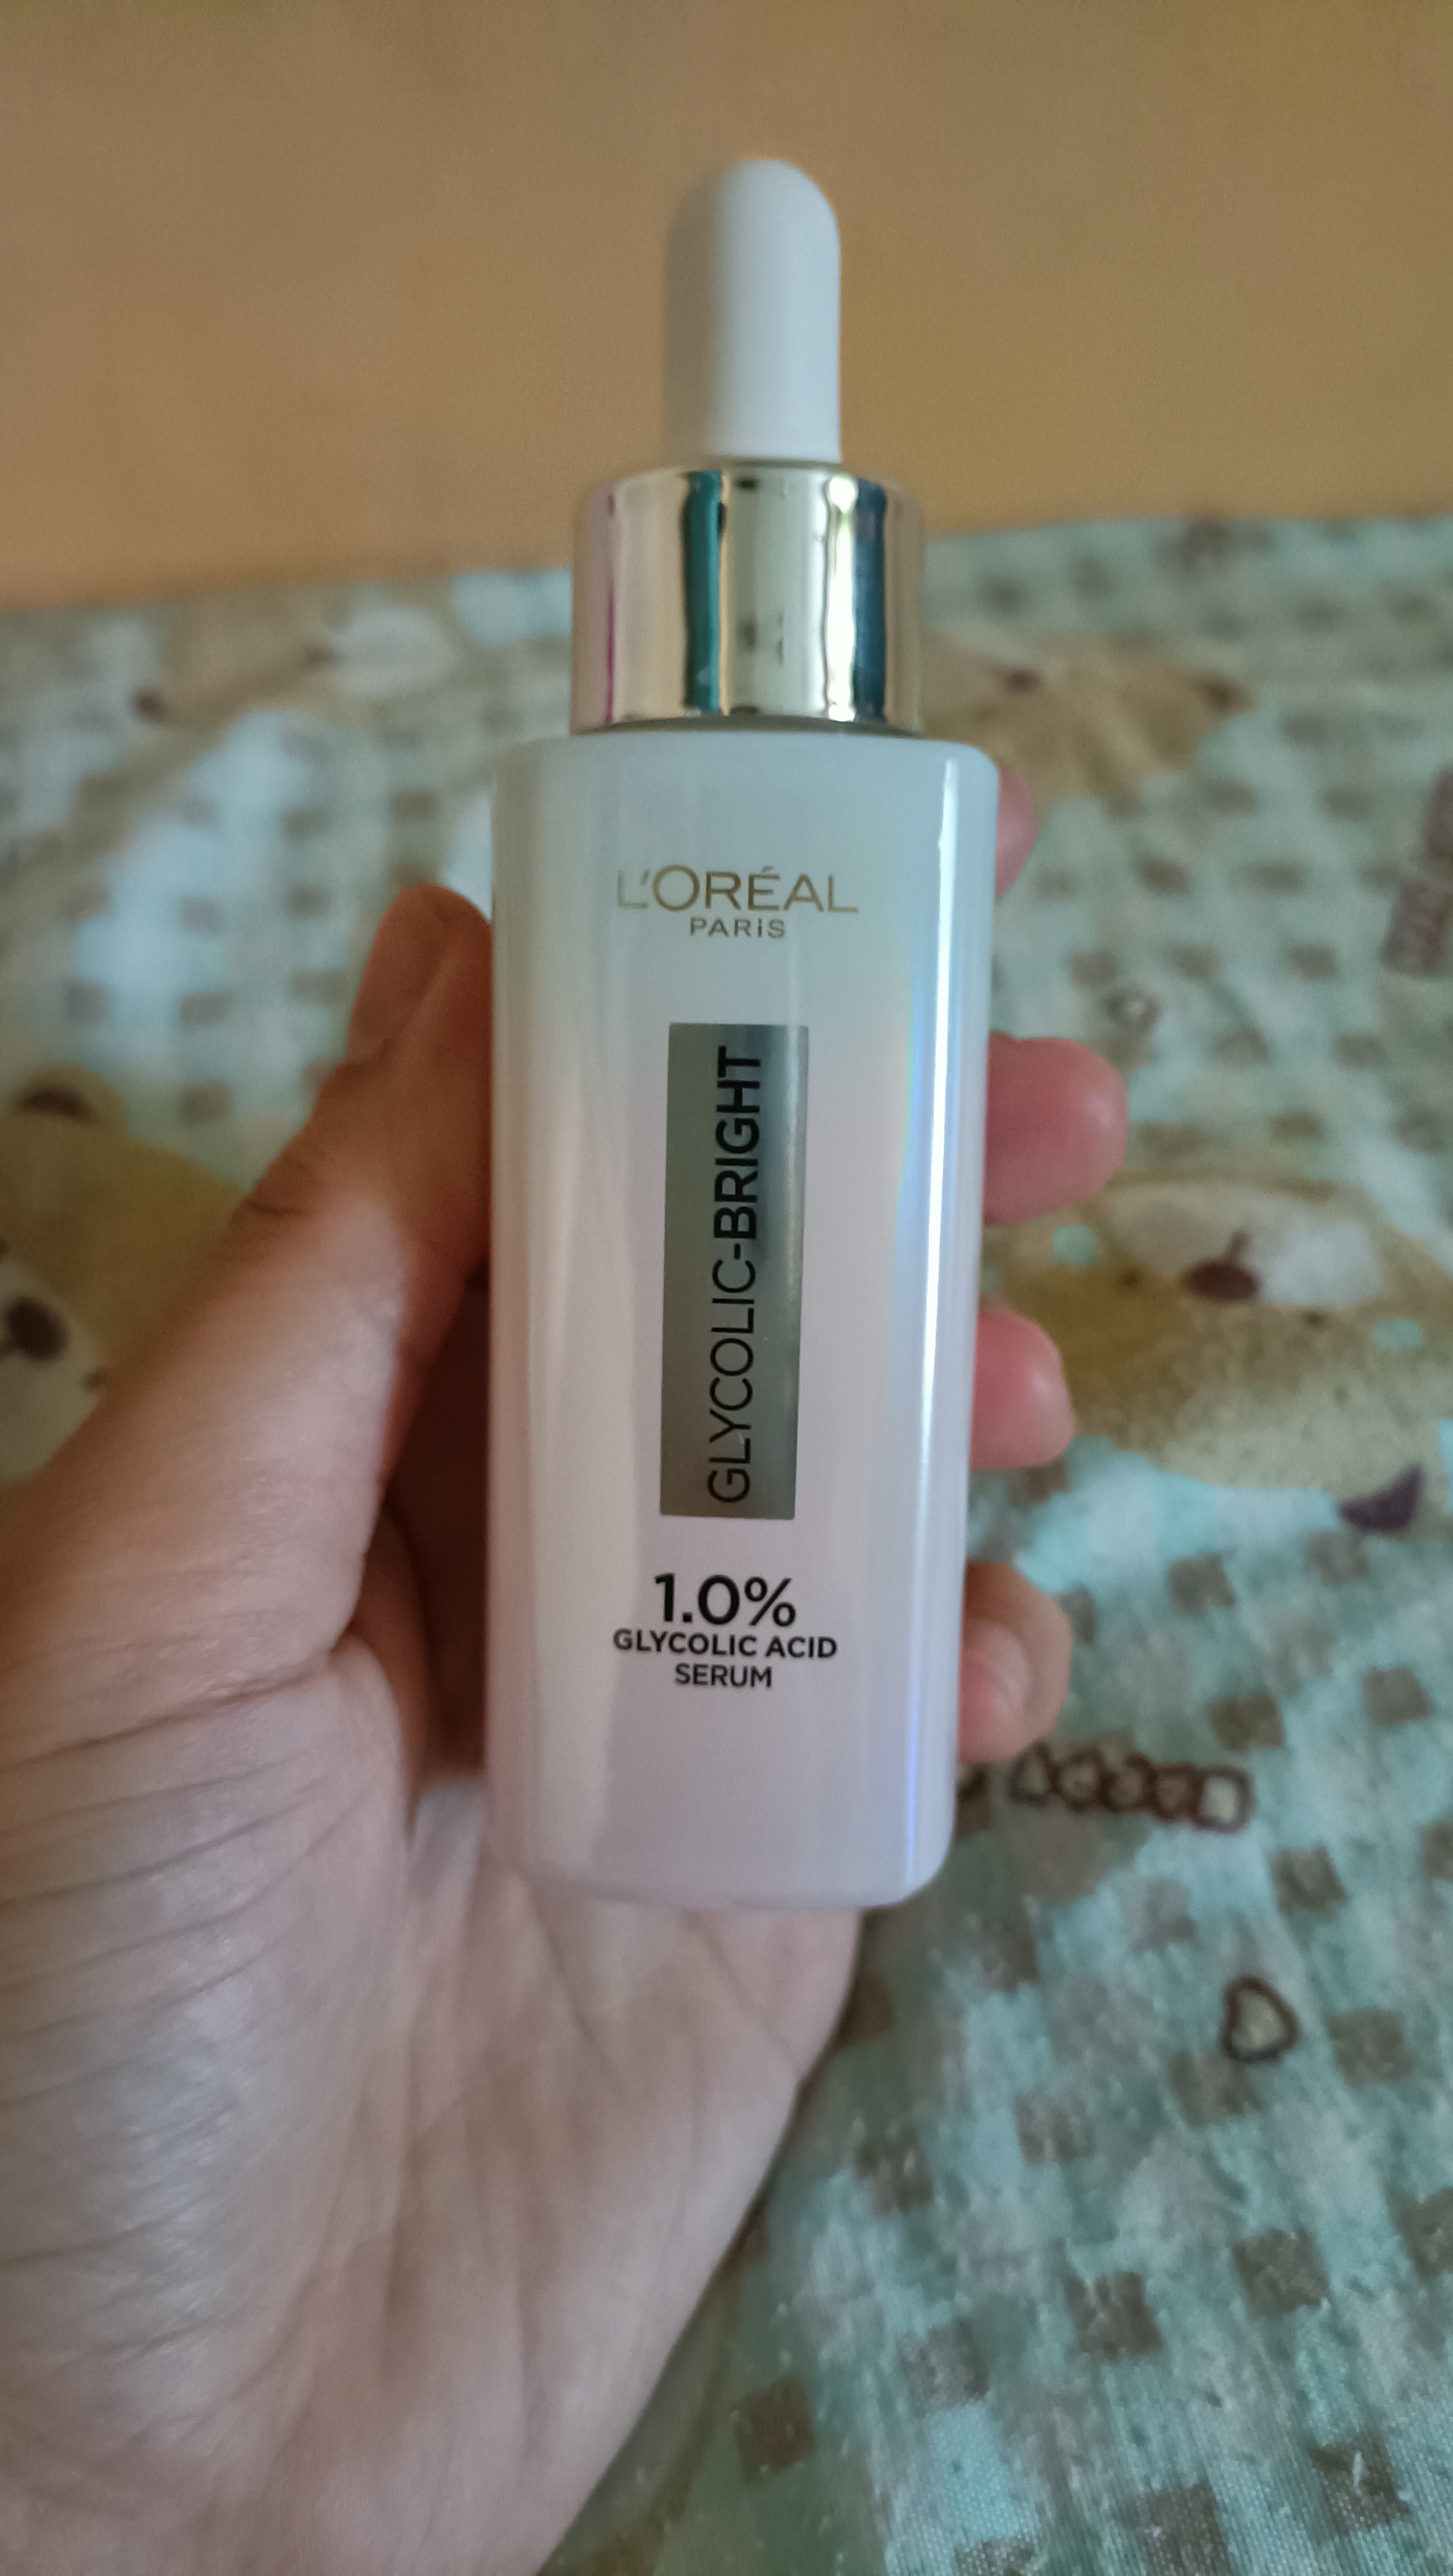 L'ORÉAL
PARIS
GLYCOLIC-BRIGHT
1.0%
GLYCOLIC ACID
SERUM